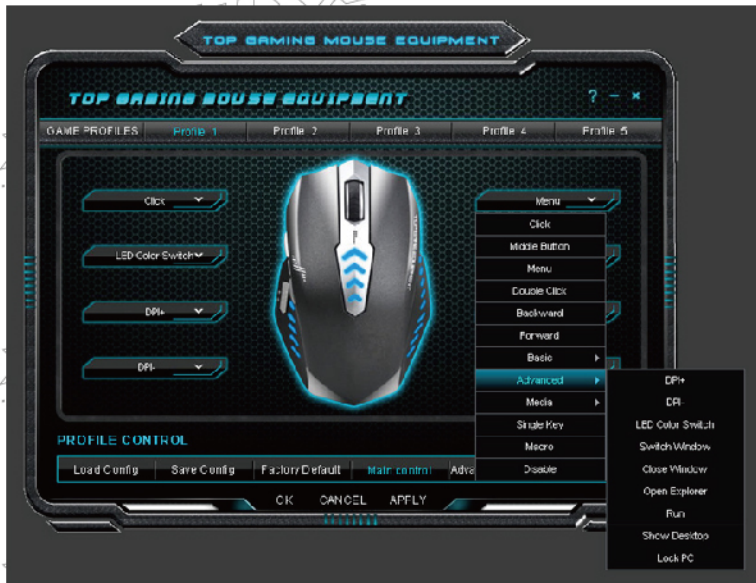 TOP GAMING MOUSE EQUIPMENT
TOP GAMING MOUSE EQUIPMENT
? - ×
GAME PROFILES Profile 1 Profile 2 Profile 3 Profile 4 Profile 5
Click
LED Color Switch
DPI+
DPI-
Menu
Click
Middle Button
Menu
Double Click
Backward
Forward
Basic
Advanced
Media
Single Key
Macro
Disable
DPI+
DPI-
LED Color Switch
Switch Window
Close Window
Open Explorer
Run
Show Desktop
Lock PC
PROFILE CONTROL
Load Config Save Config Factory Default Main control Adva
OK CANCEL APPLY